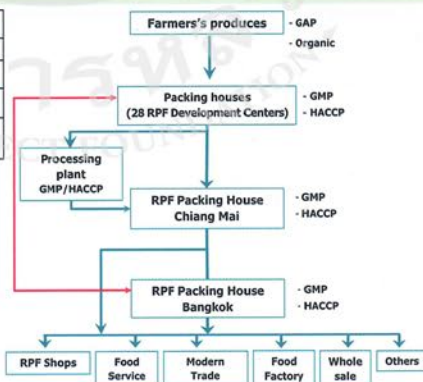 Farmers's produces
- GAP
- Organic
Packing houses
(28 RPF Development Centers)
- GMP
- HACCP
Processing
plant
GMP/HACCP
RPF Packing House
Chiang Mai
- GMP
- HACCP
RPF Packing House
Bangkok
- GMP
- HACCP
RPF Shops
Food
Service
Modern
Trade
Food
Factory
Whole
sale
Others